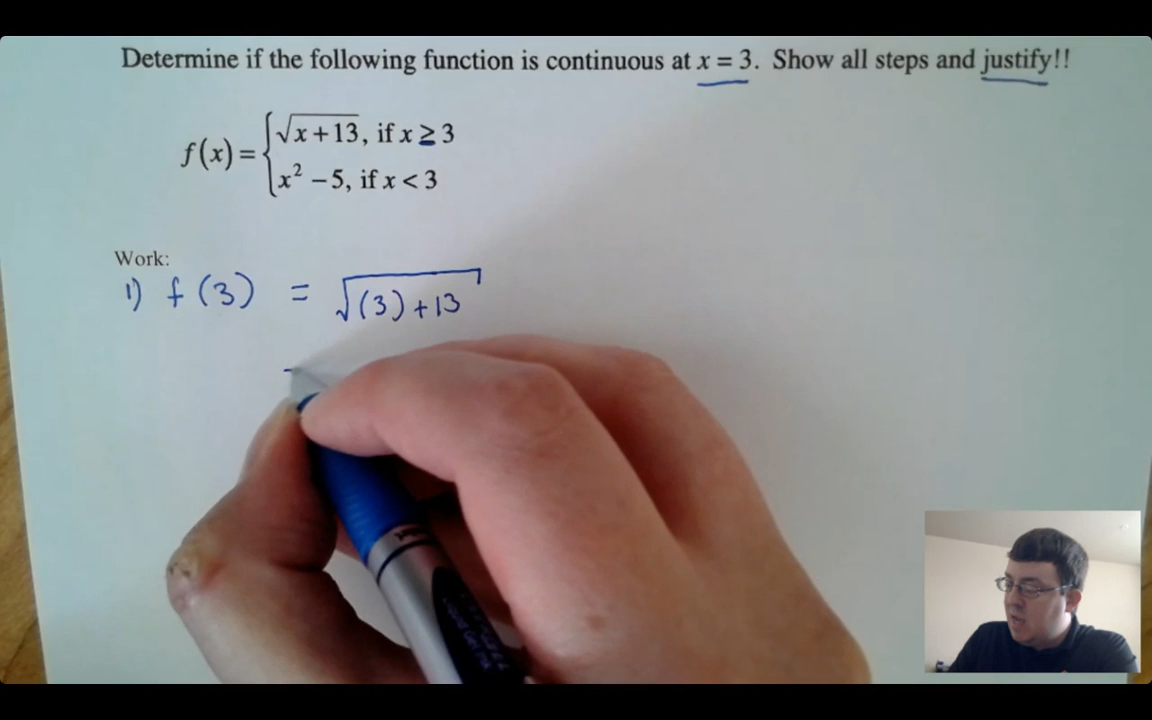 Determine if the following function is continuous at x = 3. Show all steps and justify!!
f(x) = { √x+13, if x ≥ 3
x² − 5, if x < 3
Work:
1) f (3) = √(3)+13